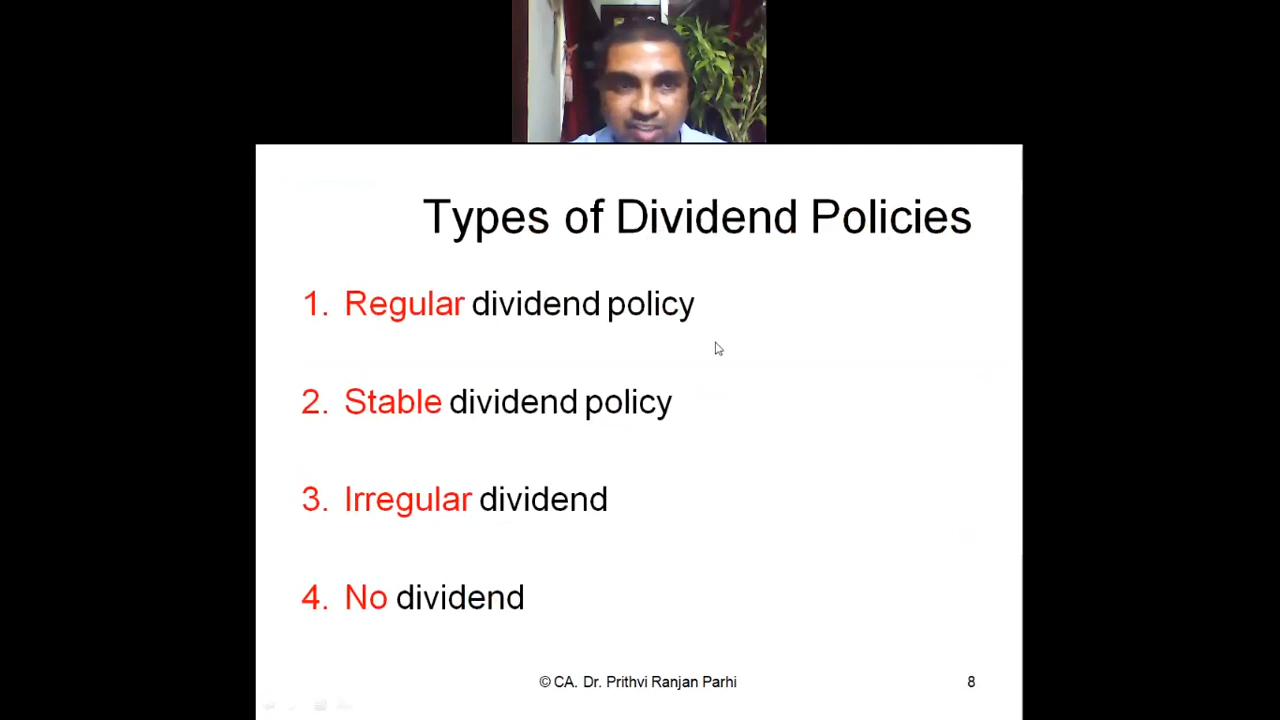 Types of Dividend Policies
1. Regular dividend policy
2. Stable dividend policy
3. Irregular dividend
4. No dividend
© CA. Dr. Prithvi Ranjan Parhi
8